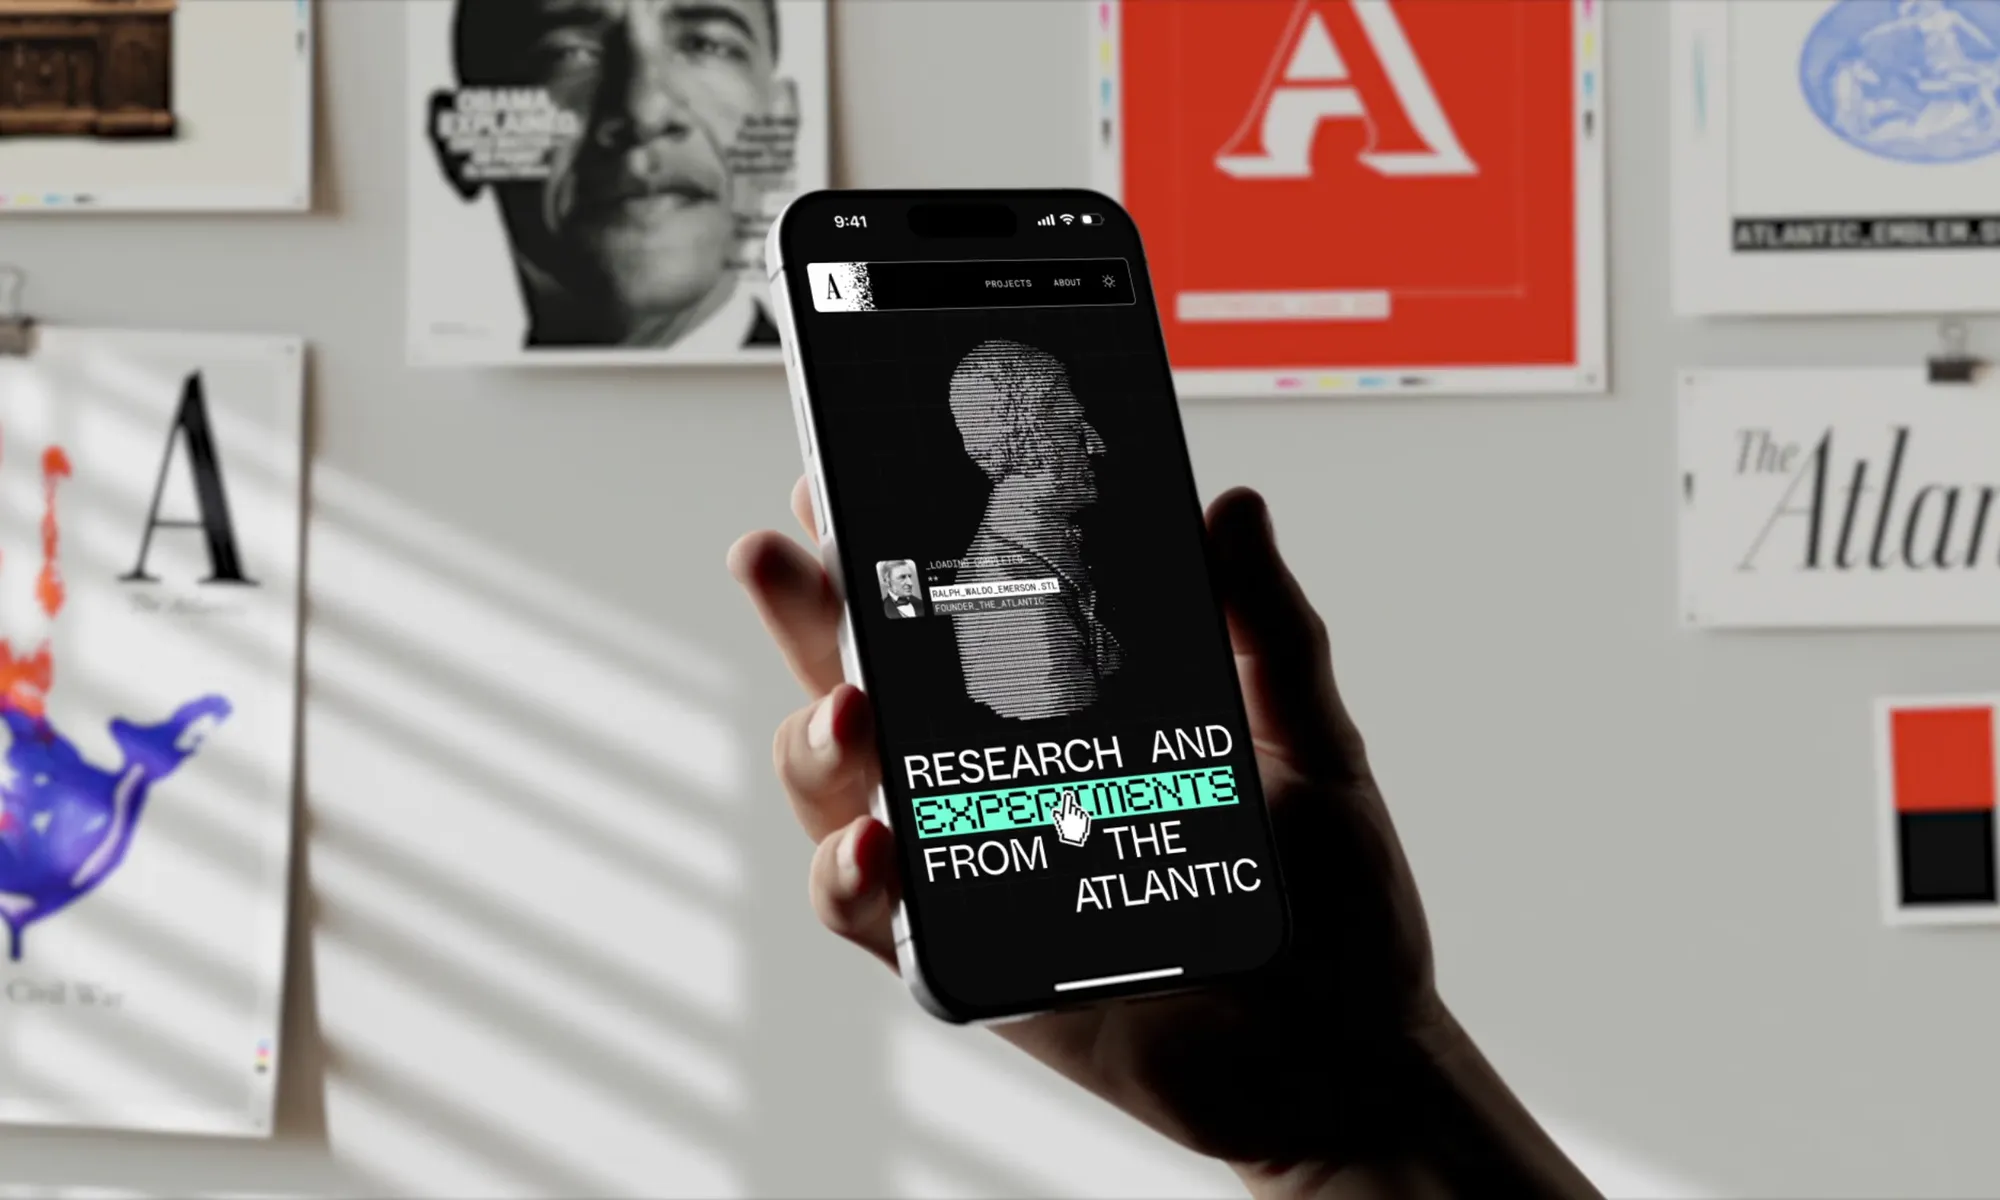 OBAMA
EXPLAINED
A
ATLANTIC_EMBLEM.
A
Civil War
The
Atlan
9:41
A
PROJECTS ABOUT
_LOADING
**
RALPH_WALDO_EMERSON.STL
FOUNDER_THE_ATLANTIC
RESEARCH AND
EXPERIMENTS
FROM THE
ATLANTIC